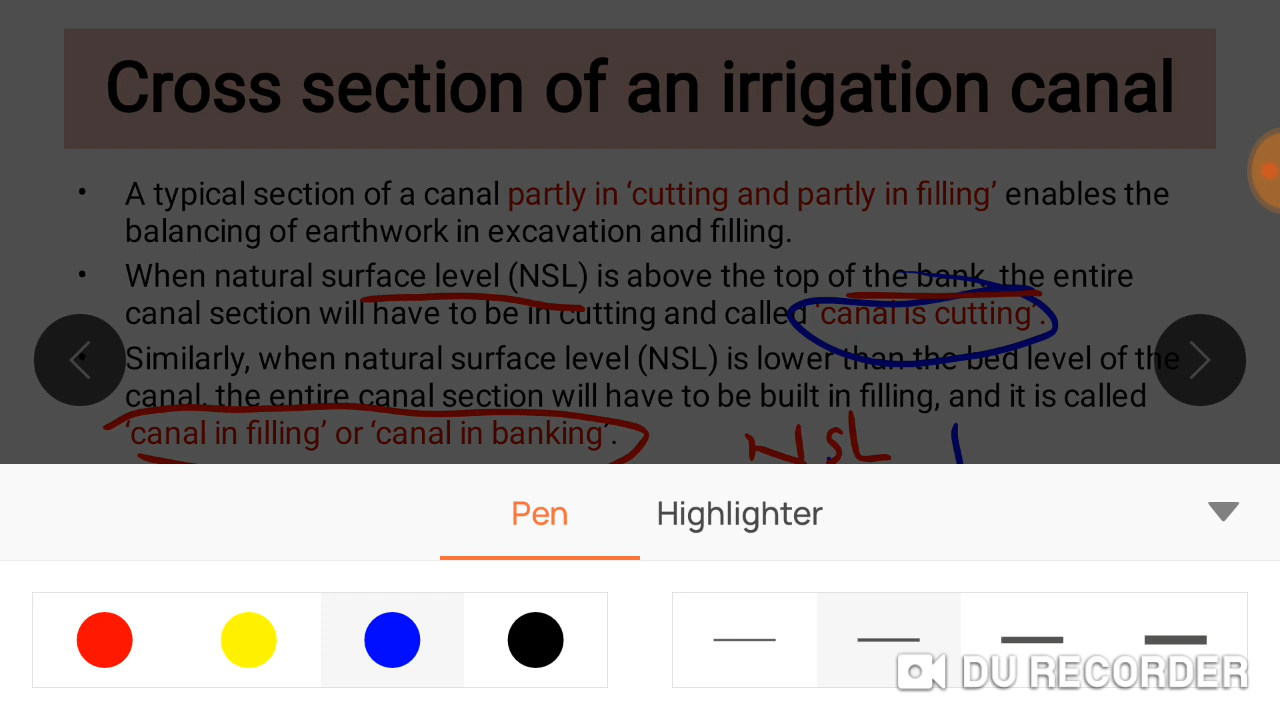 Cross section of an irrigation canal
• A typical section of a canal partly in ‘cutting and partly in filling’ enables the
balancing of earthwork in excavation and filling.
• When natural surface level (NSL) is above the top of the bank, the entire
canal section will have to be in cutting and called ‘canal is cutting’.
• Similarly, when natural surface level (NSL) is lower than the bed level of the
canal, the entire canal section will have to be built in filling, and it is called
‘canal in filling’ or ‘canal in banking’.
NSL
Pen Highlighter
DU RECORDER